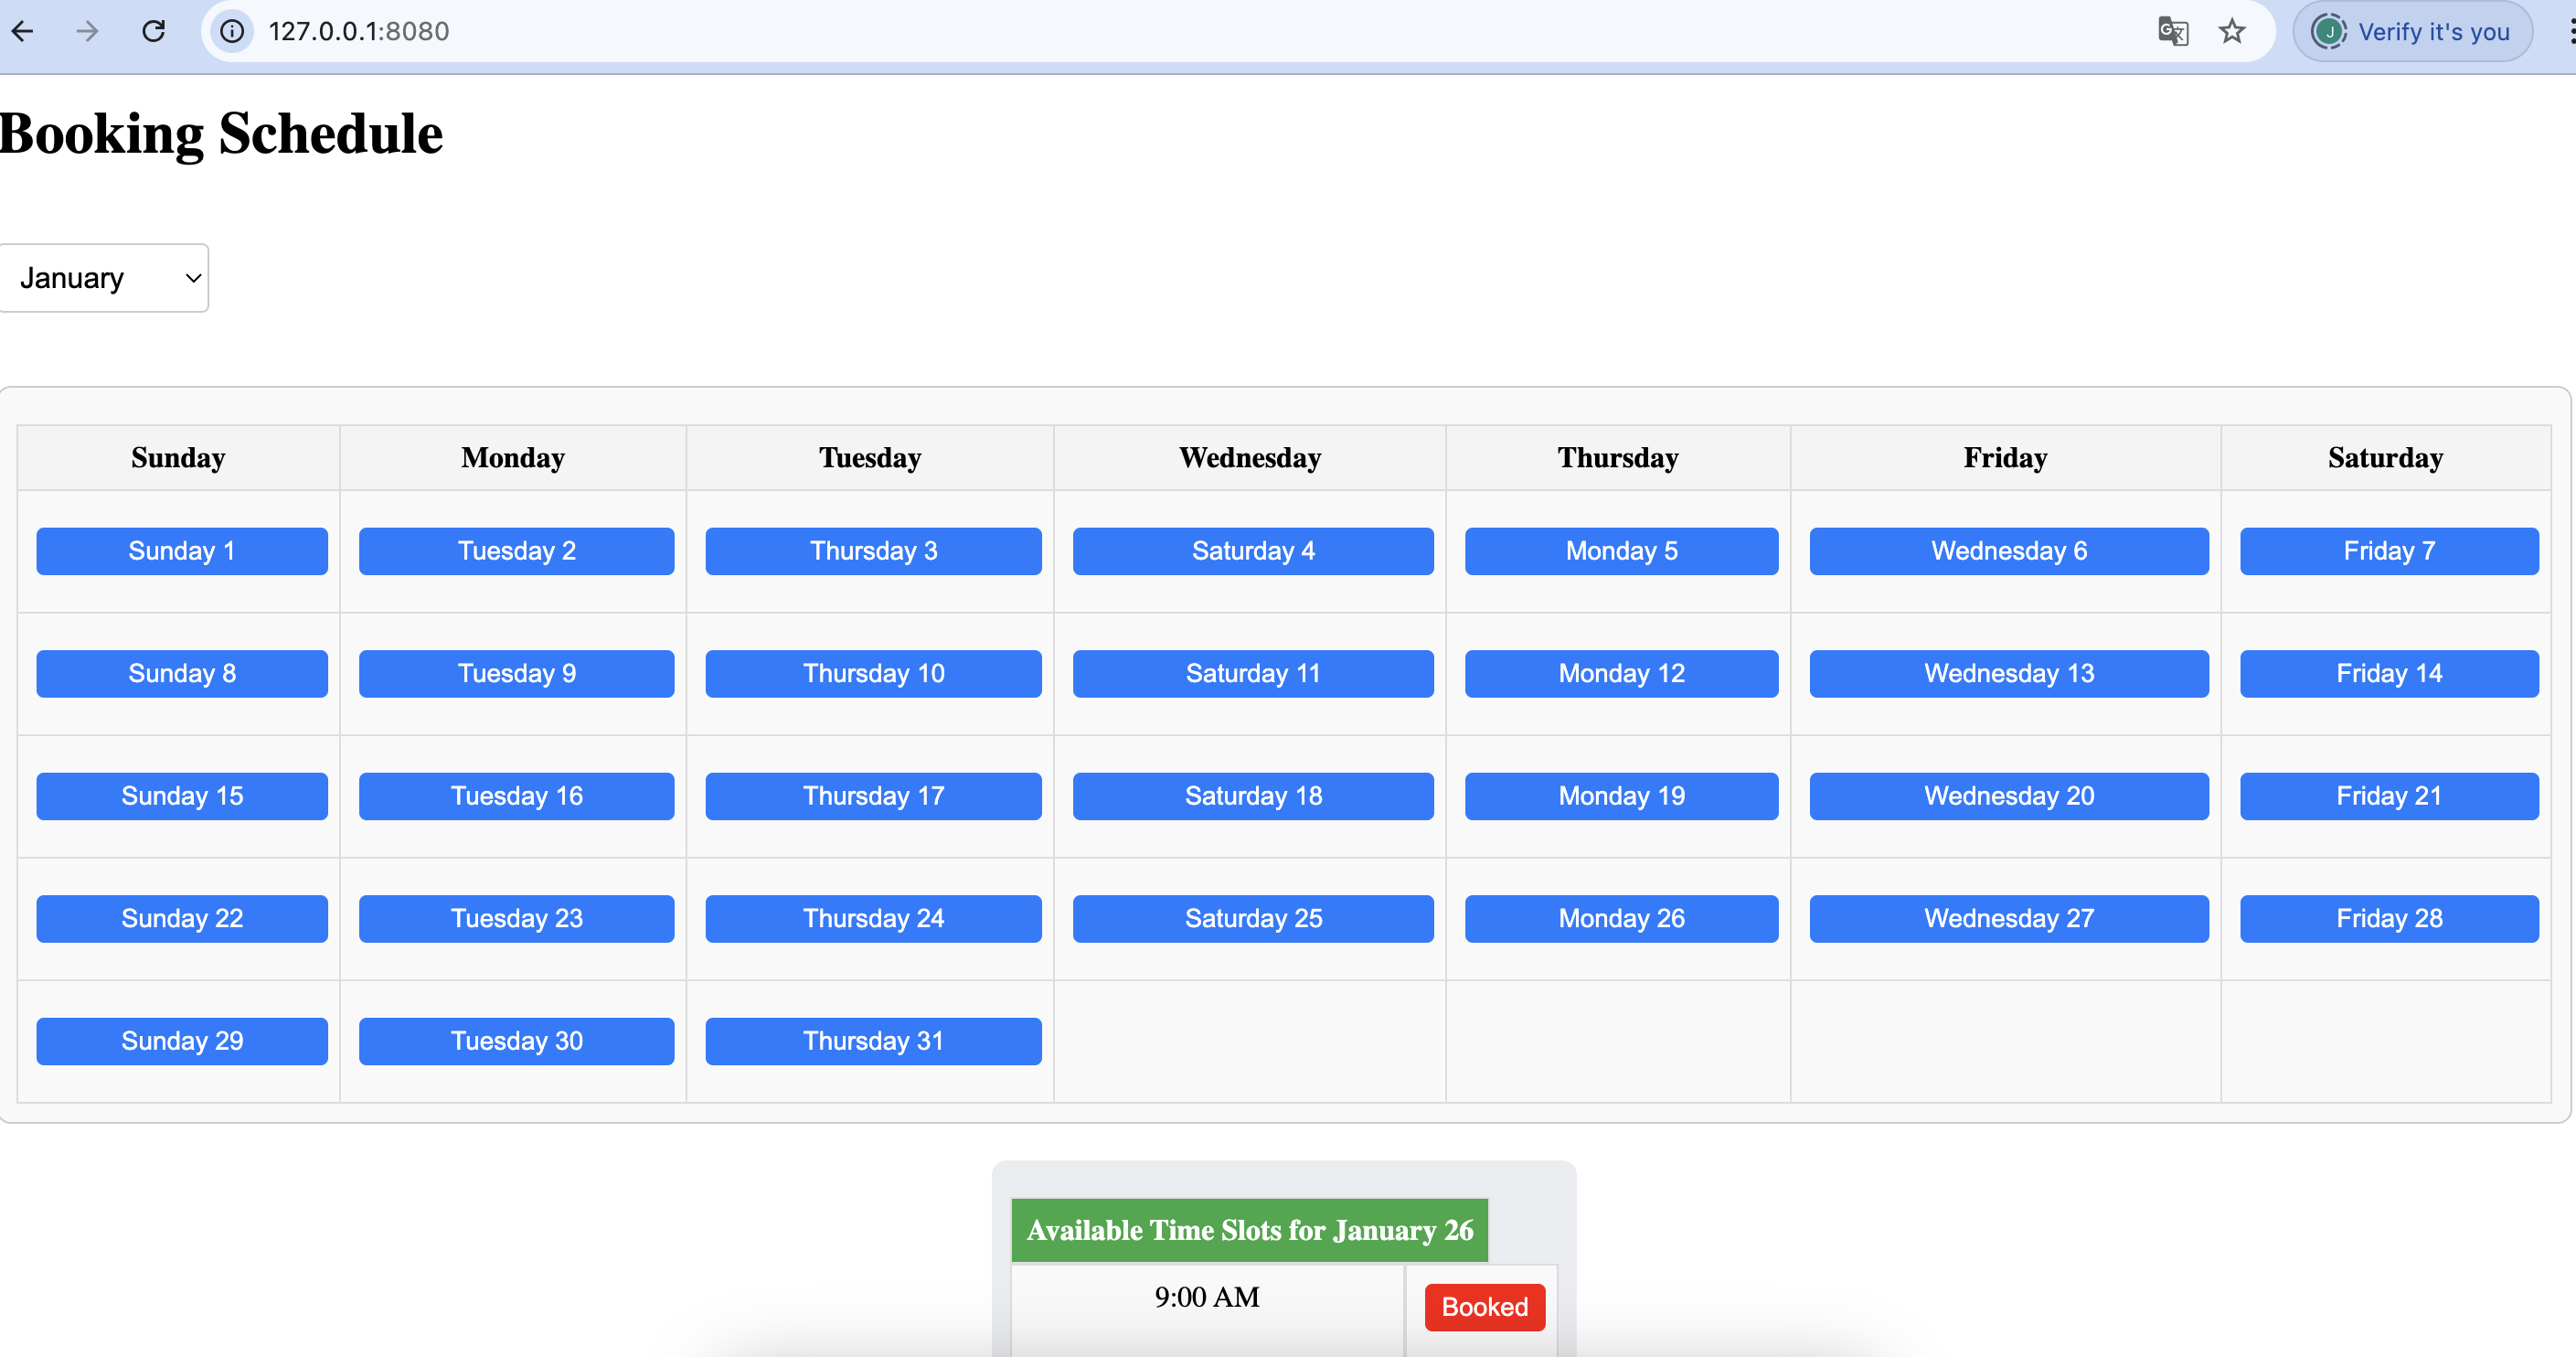 127.0.0.1:8080
J Verify it's you
Booking Schedule
January
Sunday Monday Tuesday Wednesday Thursday Friday Saturday
Sunday 1 Tuesday 2 Thursday 3 Saturday 4 Monday 5 Wednesday 6 Friday 7
Sunday 8 Tuesday 9 Thursday 10 Saturday 11 Monday 12 Wednesday 13 Friday 14
Sunday 15 Tuesday 16 Thursday 17 Saturday 18 Monday 19 Wednesday 20 Friday 21
Sunday 22 Tuesday 23 Thursday 24 Saturday 25 Monday 26 Wednesday 27 Friday 28
Sunday 29 Tuesday 30 Thursday 31
Available Time Slots for January 26
9:00 AM Booked